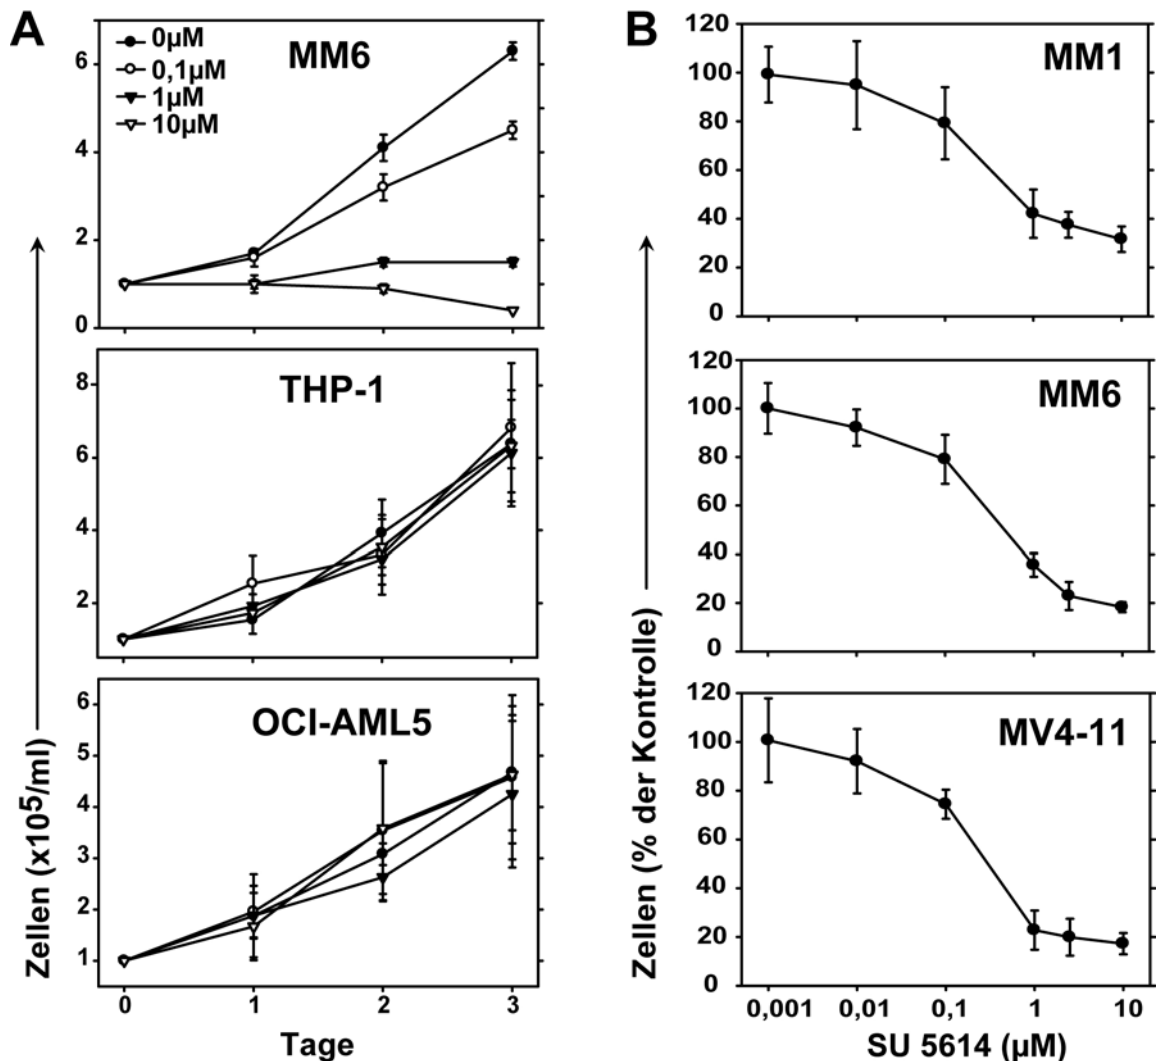 A
0µM
0,1µM
1µM
10µM
MM6
6
4
2
0
THP-1
8
6
4
2
OCI-AML5
6
5
4
3
2
1
0 1 2 3
Tage
Zellen (x10⁵/ml)
B
MM1
120
100
80
60
40
20
0
MM6
120
100
80
60
40
20
0
MV4-11
120
100
80
60
40
20
0
0,001 0,01 0,1 1 10
SU 5614 (µM)
Zellen (% der Kontrolle)